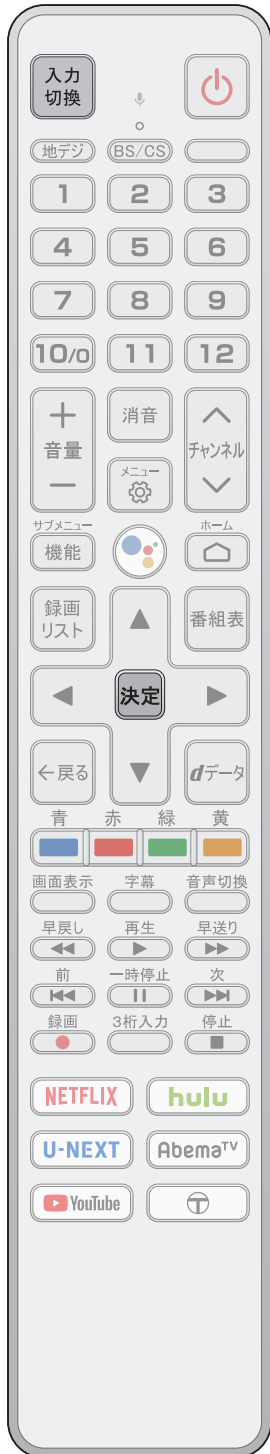 入力
切換
地デジ
BS/CS
1
2
3
4
5
6
7
8
9
10/0
11
12
+
音量
−
消音
チャンネル
メニュー
サブメニュー
機能
ホーム
録画
リスト
番組表
決定
←戻る
dデータ
青 赤 緑 黄
画面表示 字幕 音声切換
早戻し 再生 早送り
前 一時停止 次
録画 3桁入力 停止
NETFLIX
hulu
U-NEXT
AbemaTV
YouTube
T